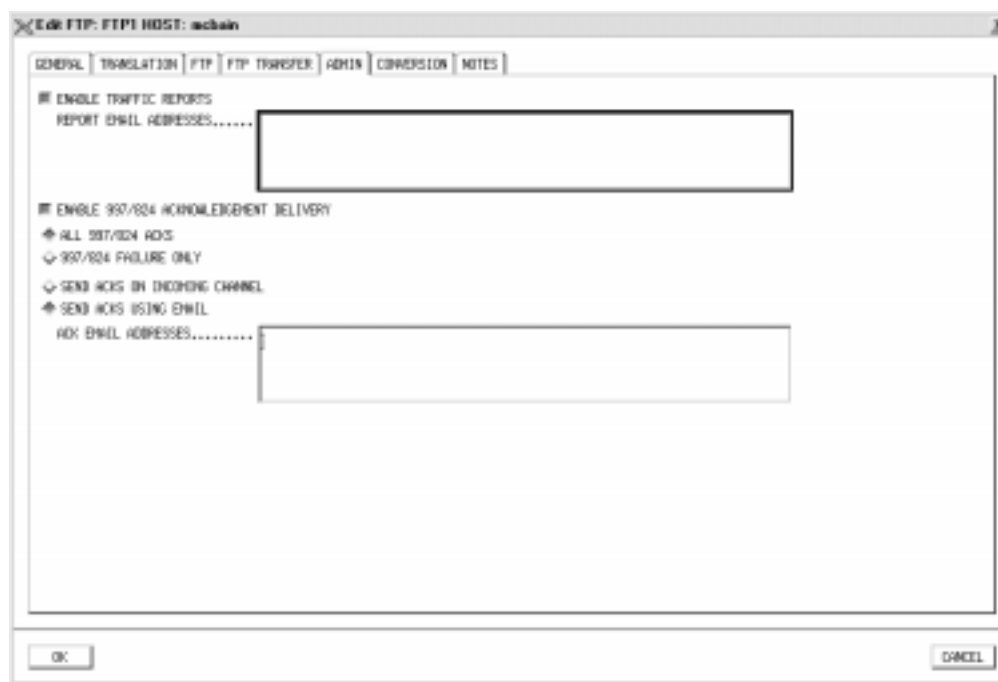 Edit FTP: FTP1 HOST: mcbain
GENERAL TRANSLATION FTP FTP TRANSFER ADMIN CONVERSION NOTES
ENABLE TRAFFIC REPORTS
REPORT EMAIL ADDRESSES......
ENABLE 997/824 ACKNOWLEDGEMENT DELIVERY
ALL 997/824 ACKS
997/824 FAILURE ONLY
SEND ACKS ON INCOMING CHANNEL
SEND ACKS USING EMAIL
ACK EMAIL ADDRESSES.........
OK CANCEL